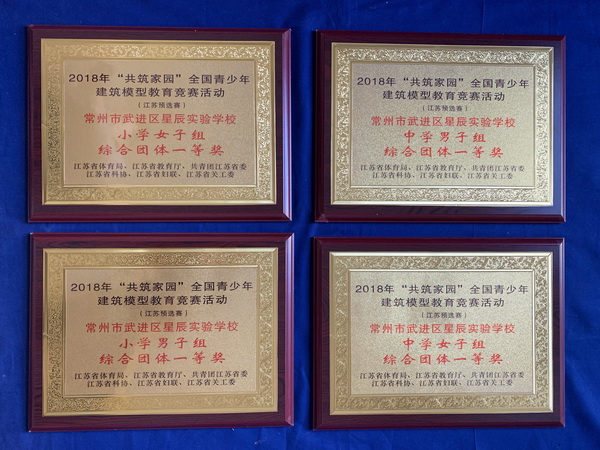 2018年“共筑家园”全国青少年
建筑模型教育竞赛活动
(江苏预选赛)
常州市武进区星辰实验学校
小学女子组
综合团体一等奖
江苏省体育局、江苏省教育厅、共青团江苏省委
江苏省科协、江苏省妇联、江苏省关工委
2018年“共筑家园”全国青少年
建筑模型教育竞赛活动
(江苏预选赛)
常州市武进区星辰实验学校
中学男子组
综合团体一等奖
江苏省体育局、江苏省教育厅、共青团江苏省委
江苏省科协、江苏省妇联、江苏省关工委
2018年“共筑家园”全国青少年
建筑模型教育竞赛活动
(江苏预选赛)
常州市武进区星辰实验学校
小学男子组
综合团体一等奖
江苏省体育局、江苏省教育厅、共青团江苏省委
江苏省科协、江苏省妇联、江苏省关工委
2018年“共筑家园”全国青少年
建筑模型教育竞赛活动
(江苏预选赛)
常州市武进区星辰实验学校
中学女子组
综合团体一等奖
江苏省体育局、江苏省教育厅、共青团江苏省委
江苏省科协、江苏省妇联、江苏省关工委